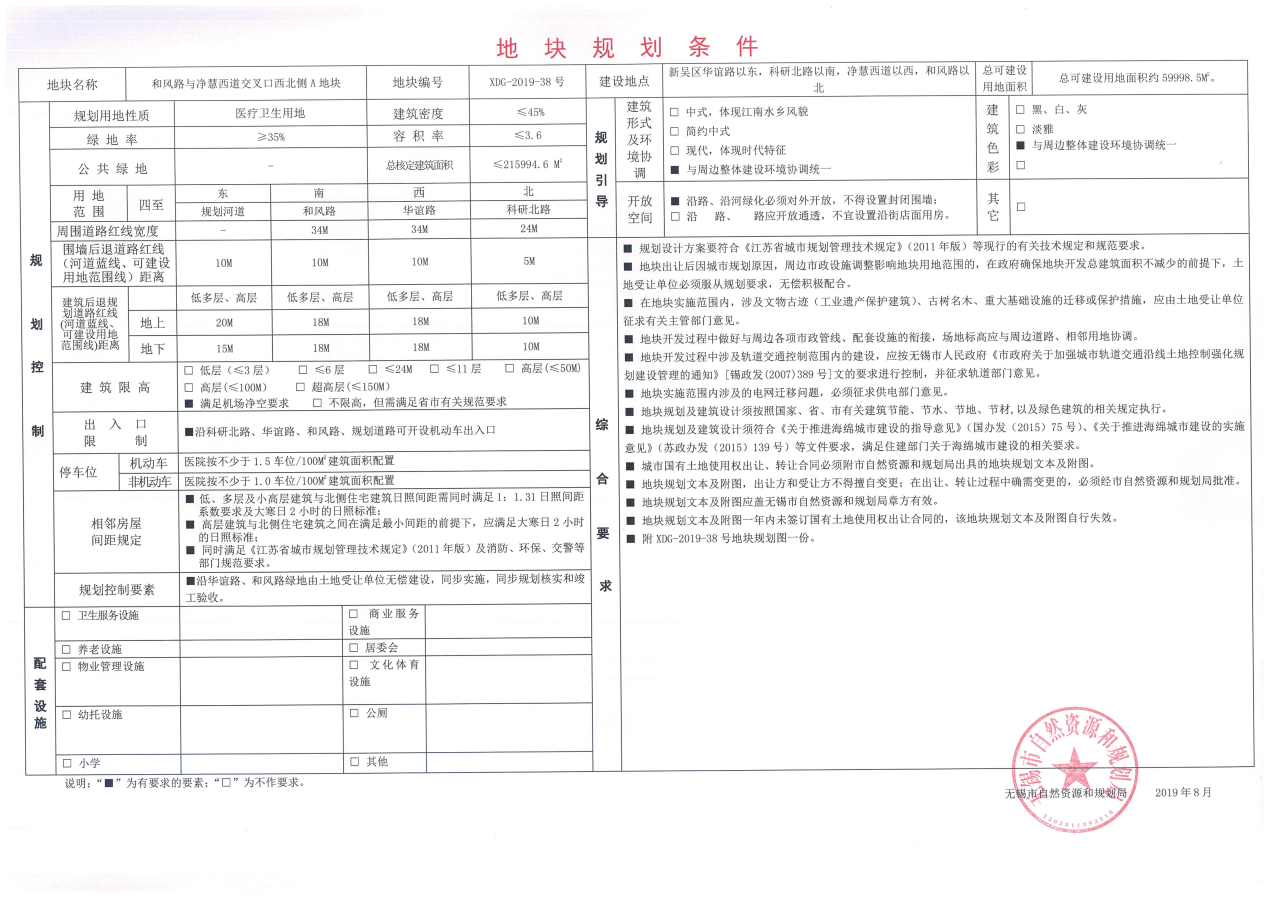 地块规划条件
地块名称 和风路与净慧西道交叉口西北侧 A 地块 地块编号 XDG-2019-38 号 建设地点 新吴区华谊路以东，科研北路以南，净慧西道以西，和风路以北 总可建设用地面积 总可建设用地面积约 59998.5㎡。
规划控制
规划用地性质 医疗卫生用地 建筑密度 ≤45%
绿地率 ≥35% 容积率 ≤3.6
公共绿地 - 总核定建筑面积 ≤215994.6 ㎡
用地范围 四至 东 南 西 北
规划河道 和风路 华谊路 科研北路
周围道路红线宽度 - 34M 34M 24M
围墙后退道路红线
（河道蓝线、可建设
用地范围线）距离 10M 10M 10M 5M
建筑后退规
划道路红线
(河道蓝线、
可建设用地
范围线)距离
低多层、高层 低多层、高层 低多层、高层 低多层、高层
地上 20M 18M 18M 10M
地下 15M 18M 18M 10M
建筑限高
□ 低层（≤3 层） □ ≤6 层 □ ≤24M □ ≤11 层 □ 高层(≤50M)
□ 高层(≤100M) □ 超高层(≤150M)
■ 满足机场净空要求 □ 不限高，但需满足省市有关规范要求
出入口
限制
■沿科研北路、华谊路、和风路、规划道路可开设机动车出入口
停车位 机动车 医院按不少于 1.5 车位/100㎡建筑面积配置
非机动车 医院按不少于 1.0 车位/100㎡建筑面积配置
相邻房屋
间距规定
■ 低、多层及小高层建筑与北侧住宅建筑日照间距需同时满足 1：1.31 日照间距
系数要求及大寒日 2 小时的日照标准；
■ 高层建筑与北侧住宅建筑之间在满足最小间距的前提下，应满足大寒日 2 小时
的日照标准；
■ 同时满足《江苏省城市规划管理技术规定》（2011 年版）及消防、环保、交警等
部门规范要求。
规划控制要素
■沿华谊路、和风路绿地由土地受让单位无偿建设，同步实施，同步规划核实和竣
工验收。
配套设施
□ 卫生服务设施 □ 商业服务
设施
□ 养老设施 □ 居委会
□ 物业管理设施 □ 文化体育
设施
□ 幼托设施 □ 公厕
□ 小学 □ 其他
规划引导
建筑
形式
及环
境协
调
□ 中式，体现江南水乡风貌
□ 简约中式
□ 现代，体现时代特征
■ 与周边整体建设环境协调统一
建筑色彩
□ 黑、白、灰
□ 淡雅
■ 与周边整体建设环境协调统一
□
开放
空间
■ 沿路、沿河绿化必须对外开放，不得设置封闭围墙；
□ 沿 路、 路应开放通透，不宜设置沿街店面用房。
其它
□
综合要求
■ 规划设计方案要符合《江苏省城市规划管理技术规定》（2011 年版）等现行的有关技术规定和规范要求。
■ 地块出让后因城市规划原因，周边市政设施调整影响地块用地范围的，在政府确保地块开发总建筑面积不减少的前提下，土
地受让单位必须服从规划要求，无偿积极配合。
■ 在地块实施范围内，涉及文物古迹（工业遗产保护建筑）、古树名木、重大基础设施的迁移或保护措施，应由土地受让单位
征求有关主管部门意见。
■ 地块开发过程中做好与周边各项市政管线、配套设施的衔接，场地标高应与周边道路、相邻用地协调。
■ 地块开发过程中涉及轨道交通控制范围内的建设，应按无锡市人民政府《市政府关于加强城市轨道交通沿线土地控制强化规
划建设管理的通知》[锡政发(2007)389 号]文的要求进行控制，并征求轨道部门意见。
■ 地块实施范围内涉及的电网迁移问题，必须征求供电部门意见。
■ 地块规划及建筑设计须按照国家、省、市有关建筑节能、节水、节地、节材,以及绿色建筑的相关规定执行。
■ 地块规划及建筑设计须符合《关于推进海绵城市建设的指导意见》（国办发（2015）75 号）、《关于推进海绵城市建设的实施
意见》（苏政办发（2015）139 号）等文件要求，满足住建部门关于海绵城市建设的相关要求。
■ 城市国有土地使用权出让、转让合同必须附市自然资源和规划局出具的地块规划文本及附图。
■ 地块规划文本及附图，出让方和受让方不得擅自变更；在出让、转让过程中确需变更的，必须经市自然资源和规划局批准。
■ 地块规划文本及附图应盖无锡市自然资源和规划局章方有效。
■ 地块规划文本及附图一年内未签订国有土地使用权出让合同的，该地块规划文本及附图自行失效。
■ 附 XDG-2019-38 号地块规划图一份。
说明：“■”为有要求的要素；“□”为不作要求。
无锡市自然资源和规划局
无锡市自然资源和规划局 2019 年 8 月